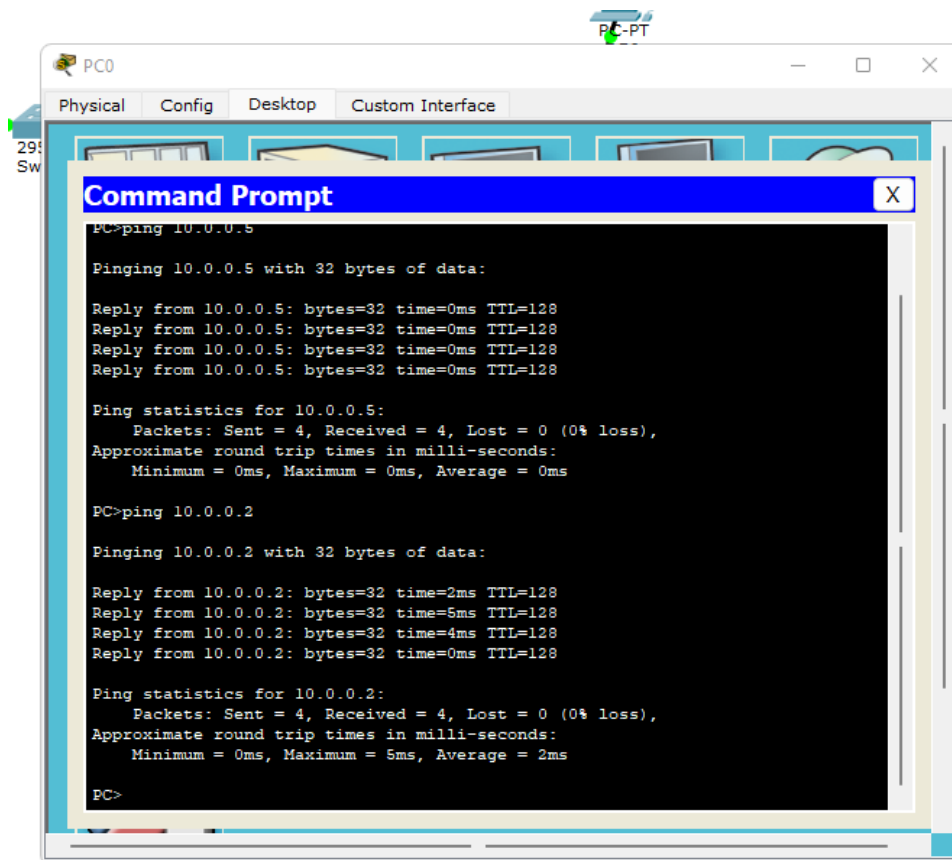 PC-PT
PC0
Physical Config Desktop Custom Interface
295
Sw
Command Prompt X
PC>ping 10.0.0.5
Pinging 10.0.0.5 with 32 bytes of data:
Reply from 10.0.0.5: bytes=32 time=0ms TTL=128
Reply from 10.0.0.5: bytes=32 time=0ms TTL=128
Reply from 10.0.0.5: bytes=32 time=0ms TTL=128
Reply from 10.0.0.5: bytes=32 time=0ms TTL=128
Ping statistics for 10.0.0.5:
Packets: Sent = 4, Received = 4, Lost = 0 (0% loss),
Approximate round trip times in milli-seconds:
Minimum = 0ms, Maximum = 0ms, Average = 0ms
PC>ping 10.0.0.2
Pinging 10.0.0.2 with 32 bytes of data:
Reply from 10.0.0.2: bytes=32 time=2ms TTL=128
Reply from 10.0.0.2: bytes=32 time=5ms TTL=128
Reply from 10.0.0.2: bytes=32 time=4ms TTL=128
Reply from 10.0.0.2: bytes=32 time=0ms TTL=128
Ping statistics for 10.0.0.2:
Packets: Sent = 4, Received = 4, Lost = 0 (0% loss),
Approximate round trip times in milli-seconds:
Minimum = 0ms, Maximum = 5ms, Average = 2ms
PC>